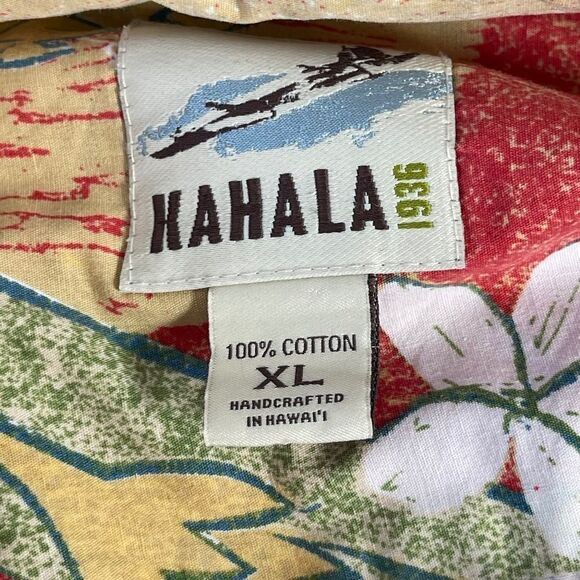 KAHALA 1936
100% COTTON
XL
HANDCRAFTED
IN HAWAI'I